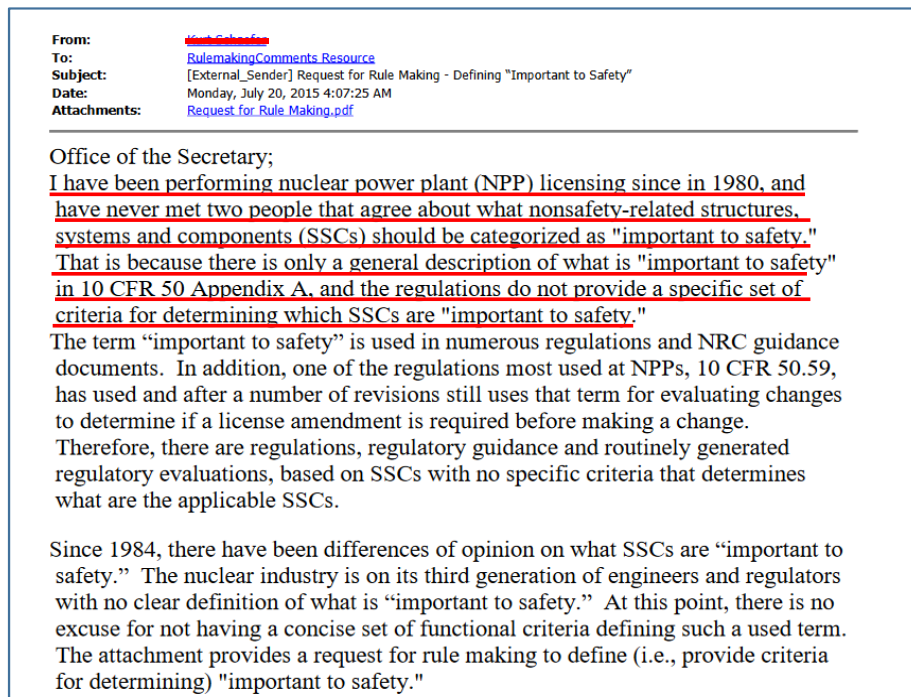 From:
To: RulemakingComments Resource
Subject: [External_Sender] Request for Rule Making - Defining “Important to Safety”
Date: Monday, July 20, 2015 4:07:25 AM
Attachments: Request for Rule Making.pdf
Office of the Secretary;
I have been performing nuclear power plant (NPP) licensing since in 1980, and
have never met two people that agree about what nonsafety-related structures,
systems and components (SSCs) should be categorized as "important to safety."
That is because there is only a general description of what is "important to safety"
in 10 CFR 50 Appendix A, and the regulations do not provide a specific set of
criteria for determining which SSCs are "important to safety."
The term “important to safety” is used in numerous regulations and NRC guidance
documents. In addition, one of the regulations most used at NPPs, 10 CFR 50.59,
has used and after a number of revisions still uses that term for evaluating changes
to determine if a license amendment is required before making a change.
Therefore, there are regulations, regulatory guidance and routinely generated
regulatory evaluations, based on SSCs with no specific criteria that determines
what are the applicable SSCs.
Since 1984, there have been differences of opinion on what SSCs are “important to
safety.” The nuclear industry is on its third generation of engineers and regulators
with no clear definition of what is “important to safety.” At this point, there is no
excuse for not having a concise set of functional criteria defining such a used term.
The attachment provides a request for rule making to define (i.e., provide criteria
for determining) "important to safety."